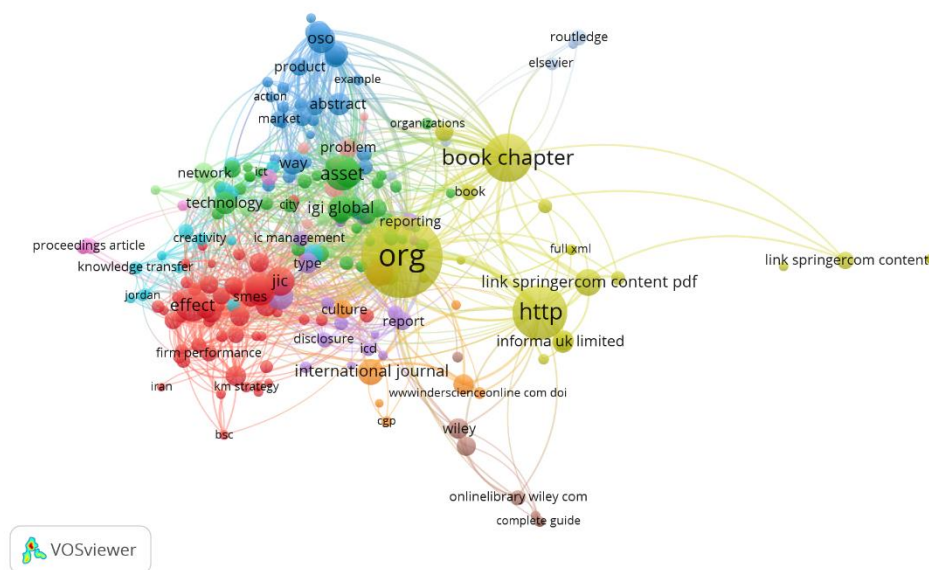 routledge
oso
elsevier
product
example
action
abstract
market
organizations
problem
book chapter
way
network
ict
asset
book
technology
city
igi global
reporting
creativity
ic management
full xml
proceedings article
org
type
link springercom content
knowledge transfer
jic
link springercom content pdf
jordan
smes
effect
culture
http
report
disclosure
informa uk limited
firm performance
icd
international journal
km strategy
iran
wwwinderscienceonline com doi
cgp
bsc
wiley
onlinelibrary wiley com
complete guide
VOSviewer